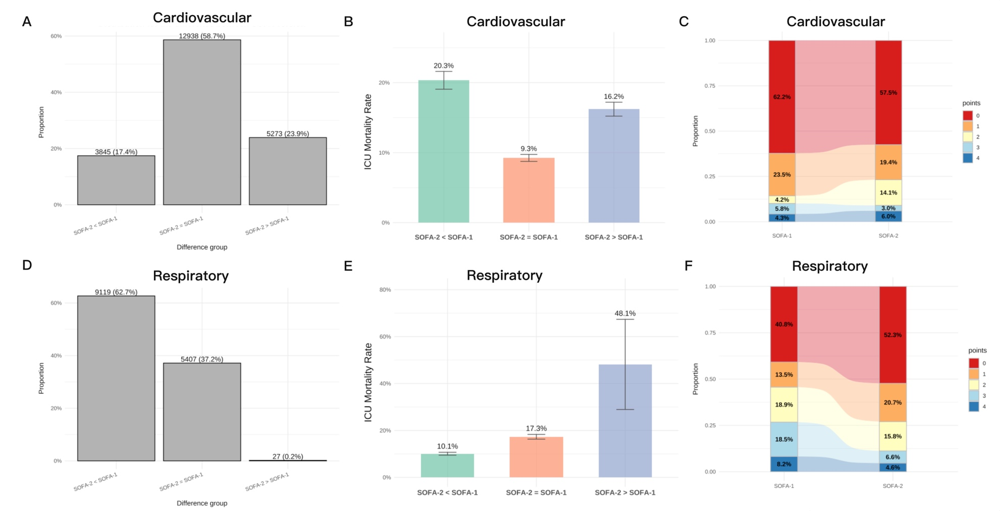 A
Cardiovascular
60%
40%
20%
0%
Proportion
12938 (58.7%)
5273 (23.9%)
3845 (17.4%)
SOFA-2 < SOFA-1
SOFA-2 = SOFA-1
SOFA-2 > SOFA-1
Difference group
B
Cardiovascular
20%
10%
0%
ICU Mortality Rate
20.3%
9.3%
16.2%
SOFA-2 < SOFA-1
SOFA-2 = SOFA-1
SOFA-2 > SOFA-1
C
Cardiovascular
1.00
0.75
0.50
0.25
0.00
Proportion
62.2%
23.5%
4.2%
5.8%
4.3%
57.5%
19.4%
14.1%
3.0%
6.0%
SOFA-1
SOFA-2
points
0
1
2
3
4
D
Respiratory
60%
40%
20%
0%
Proportion
9119 (62.7%)
5407 (37.2%)
27 (0.2%)
SOFA-2 < SOFA-1
SOFA-2 = SOFA-1
SOFA-2 > SOFA-1
Difference group
E
Respiratory
80%
60%
40%
20%
0%
ICU Mortality Rate
10.1%
17.3%
48.1%
SOFA-2 < SOFA-1
SOFA-2 = SOFA-1
SOFA-2 > SOFA-1
F
Respiratory
1.00
0.75
0.50
0.25
0.00
Proportion
40.8%
13.5%
18.9%
18.5%
8.2%
52.3%
20.7%
15.8%
6.6%
4.6%
SOFA-1
SOFA-2
points
0
1
2
3
4